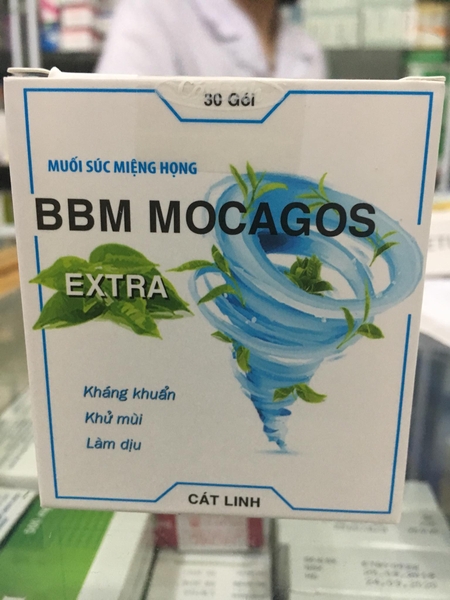 30 Gói
MUỐI SÚC MIỆNG HỌNG
BBM MOCAGOS
EXTRA
Kháng khuẩn
Khử mùi
Làm dịu
CÁT LINH